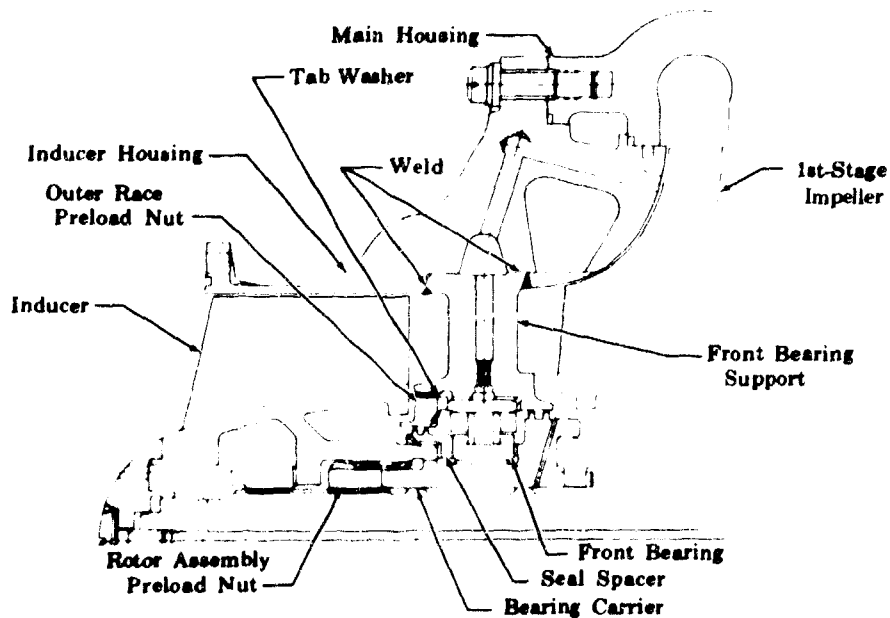 Main Housing
Tab Washer
Inducer Housing
Weld
Outer Race
Preload Nut
1st-Stage
Impeller
Inducer
Front Bearing
Support
Rotor Assembly
Preload Nut
Front Bearing
Seal Spacer
Bearing Carrier